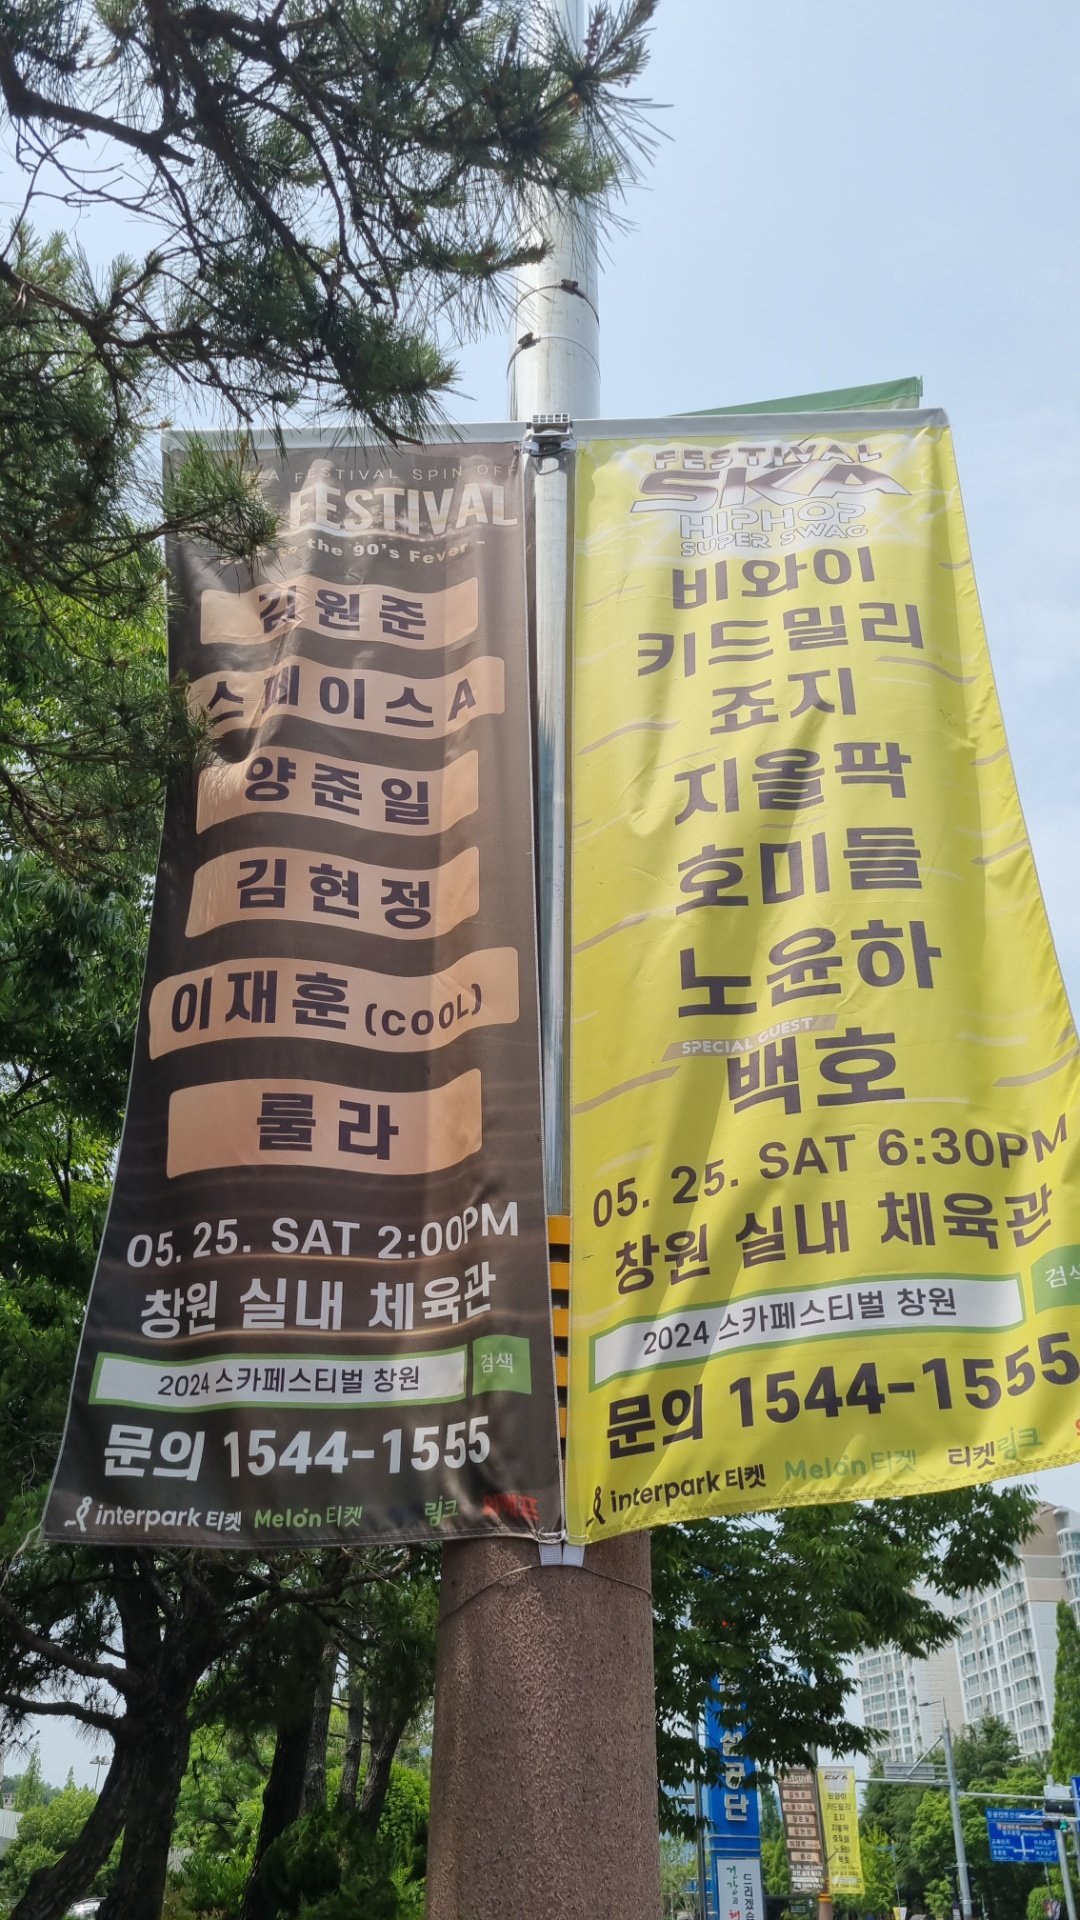 FESTIVAL SPIN OFF
FESTIVAL
the '90's Fever -
김원준
스페이스A
양준일
김현정
이재훈 (COOL)
룰라
05. 25. SAT 2:00PM
창원 실내 체육관
2024 스카페스티벌 창원
검색
문의 1544-1555
interpark 티켓 Melon 티켓 링크
FESTIVAL
SKA
HIPHOP
SUPER SWAG
비와이
키드밀리
죠지
지올팍
호미들
노윤하
SPECIAL GUEST
백호
05. 25. SAT 6:30PM
창원 실내 체육관
2024 스카페스티벌 창원
검색
문의 1544-1555
interpark 티켓 Melon 티켓 티켓링크
공단